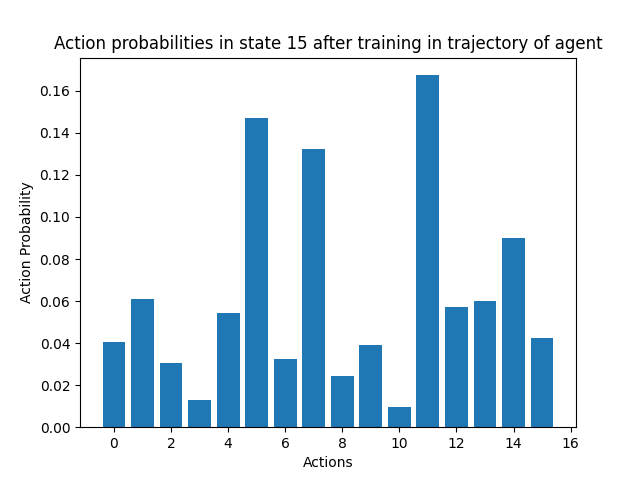 Action probabilities in state 15 after training in trajectory of agent
0.16
0.14
0.12
0.10
0.08
0.06
0.04
0.02
0.00
Action Probability
0 2 4 6 8 10 12 14 16
Actions